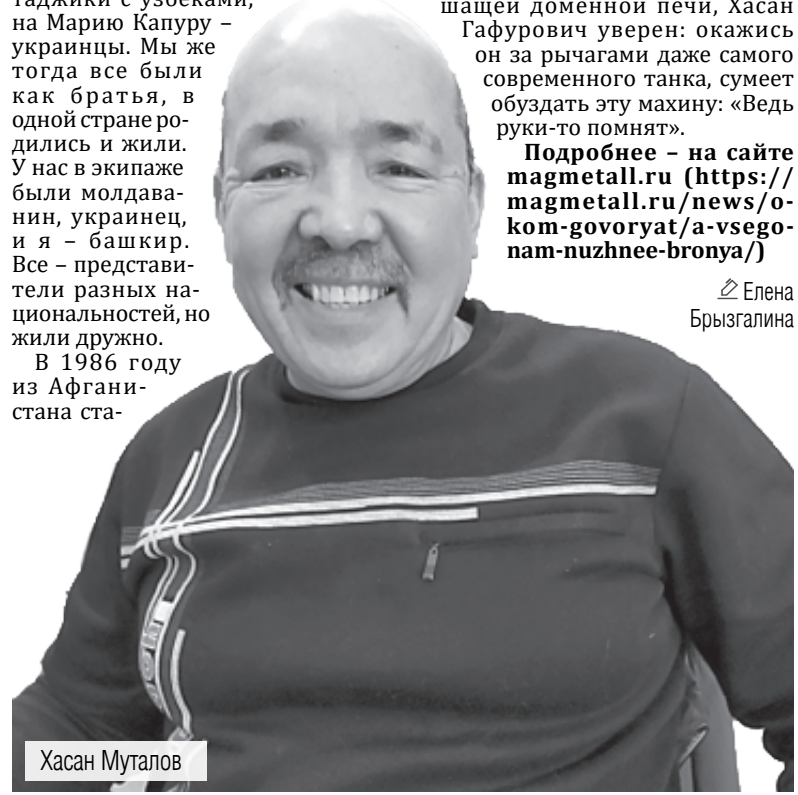 таджики с узбеками,
на Марию Капуру –
украинцы. Мы же
тогда все были
как братья, в
одной стране ро-
дились и жили.
У нас в экипаже
были молдава-
нин, украинец,
и я – башкир.
Все – представи-
тели разных на-
циональностей, но
жили дружно.
В 1986 году
из Афгани-
стана ста-
шащей доменной печи, Хасан
Гафурович уверен: окажись
он за рычагами даже самого
современного танка, сумеет
обуздать эту махину: «Ведь
руки-то помнят».
Подробнее – на сайте
magmetall.ru (https://
magmetall.ru/news/o-
kom-govoryat/a-vsego-
nam-nuzhnee-bronya/)
Елена
Брызгалина
Хасан Муталов